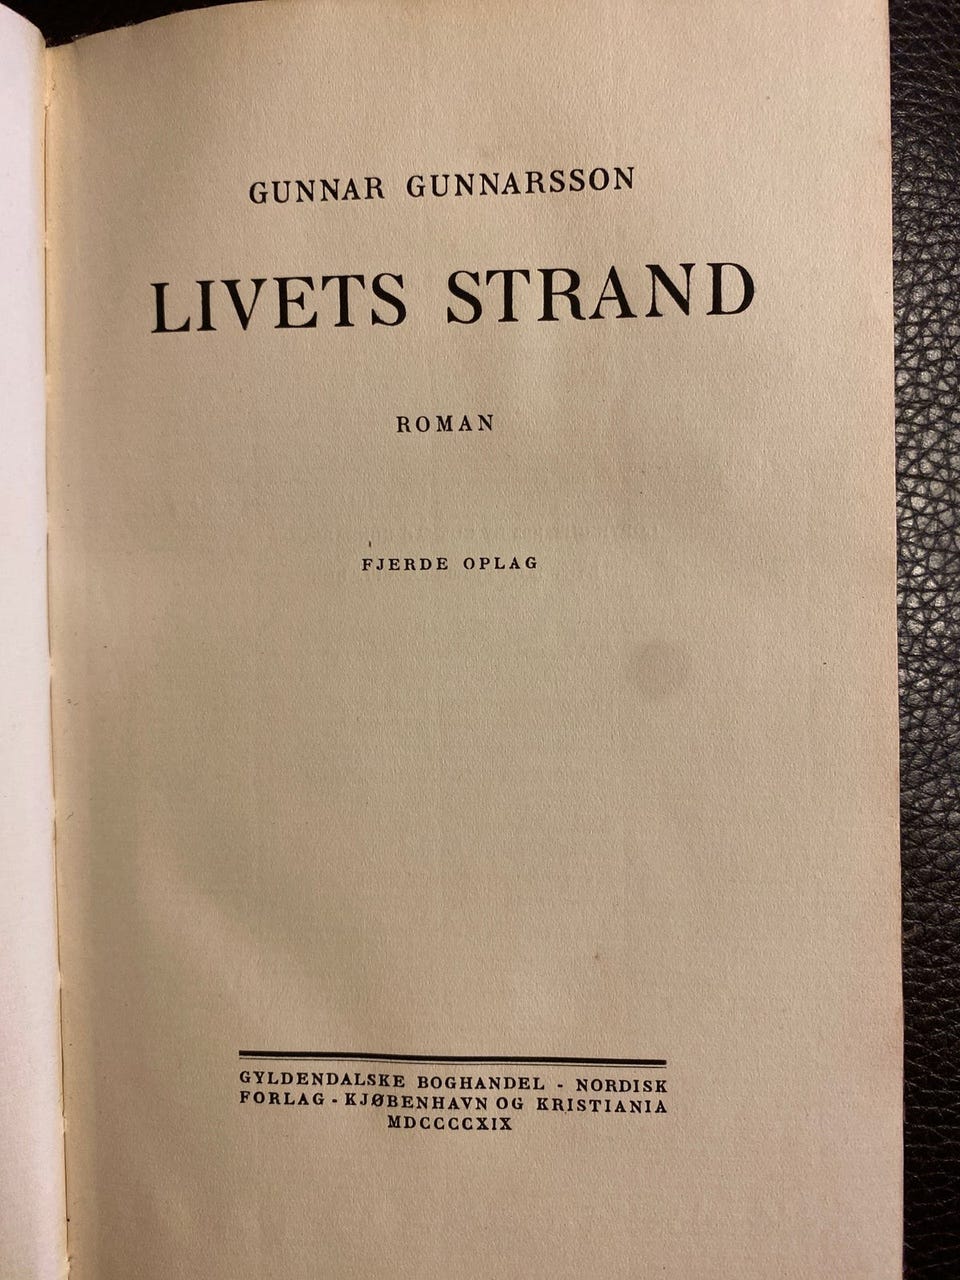 GUNNAR GUNNARSSON
LIVETS STRAND
ROMAN
FJERDE OPLAG
GYLDENDALSKE BOGHANDEL - NORDISK
FORLAG - KJØBENHAVN OG KRISTIANIA
MDCCCCXIX